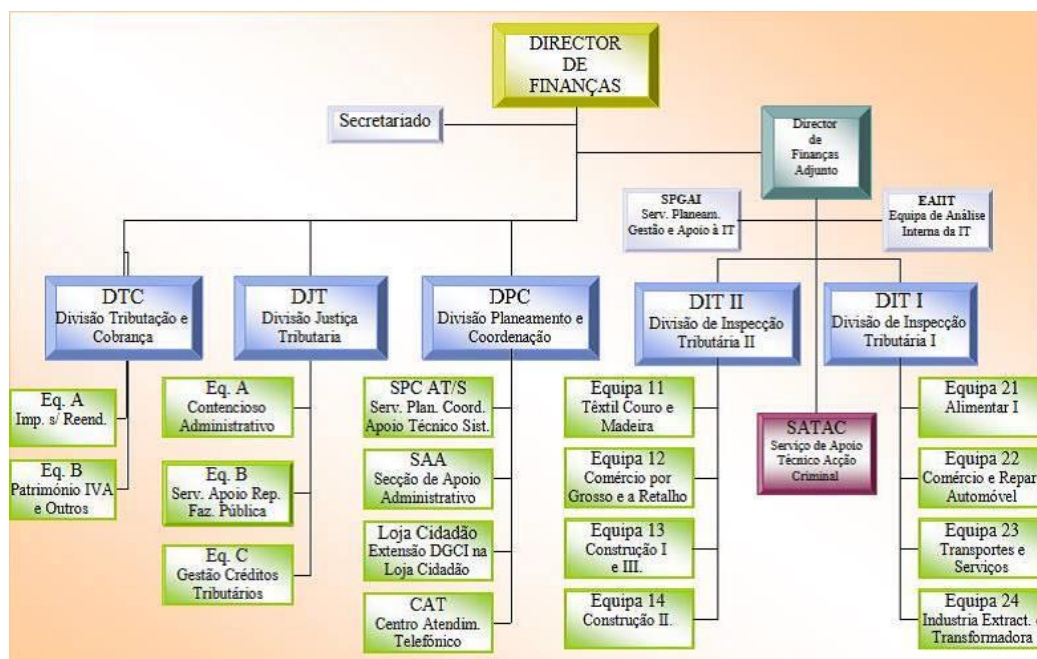 DIRECTOR
DE
FINANÇAS
Secretariado
Director
de
Finanças
Adjunto
SPGAI
Serv. Planeam.
Gestão e Apoio à IT
EAIIT
Equipa de Análise
Interna da IT
DTC
Divisão Tributação e
Cobrança
DJT
Divisão Justiça
Tributaria
DPC
Divisão Planeamento e
Coordenação
DIT II
Divisão de Inspecção
Tributária II
DIT I
Divisão de Inspecção
Tributária I
Eq. A
Imp. s/ Reend.
Eq. B
Património IVA
e Outros
Eq. A
Contencioso
Administrativo
Eq. B
Serv. Apoio Rep.
Faz. Pública
Eq. C
Gestão Créditos
Tributários
SPC AT/S
Serv. Plan. Coord.
Apoio Técnico Sist.
SAA
Secção de Apoio
Administrativo
Loja Cidadão
Extensão DGCI na
Loja Cidadão
CAT
Centro Atendim.
Telefónico
Equipa 11
Têxtil Couro e
Madeira
Equipa 12
Comércio por
Grosso e a Retalho
Equipa 13
Construção I
e III.
Equipa 14
Construção II.
SATAC
Serviço de Apoio
Técnico Acção
Criminal
Equipa 21
Alimentar I
Equipa 22
Comércio e Repar.
Automóvel
Equipa 23
Transportes e
Serviços
Equipa 24
Industria Extract.
Transformadora